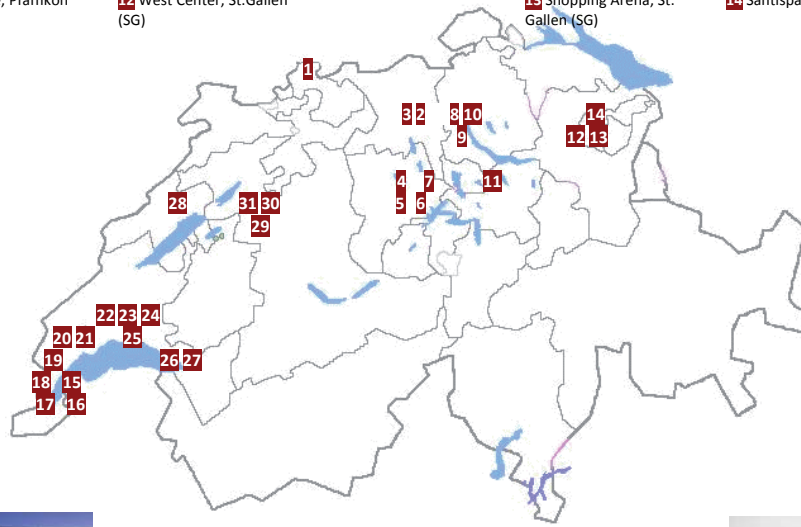 , Pfäffikon
12 West Center, St.Gallen
(SG)
13 Shopping Arena, St.
Gallen (SG)
14 Säntispa
1
3 2 8 10 14
9 12 13
4 7 11
28 31 30 5 6
29
22 23 24
20 21 25
19 26 27
18 15
17 16